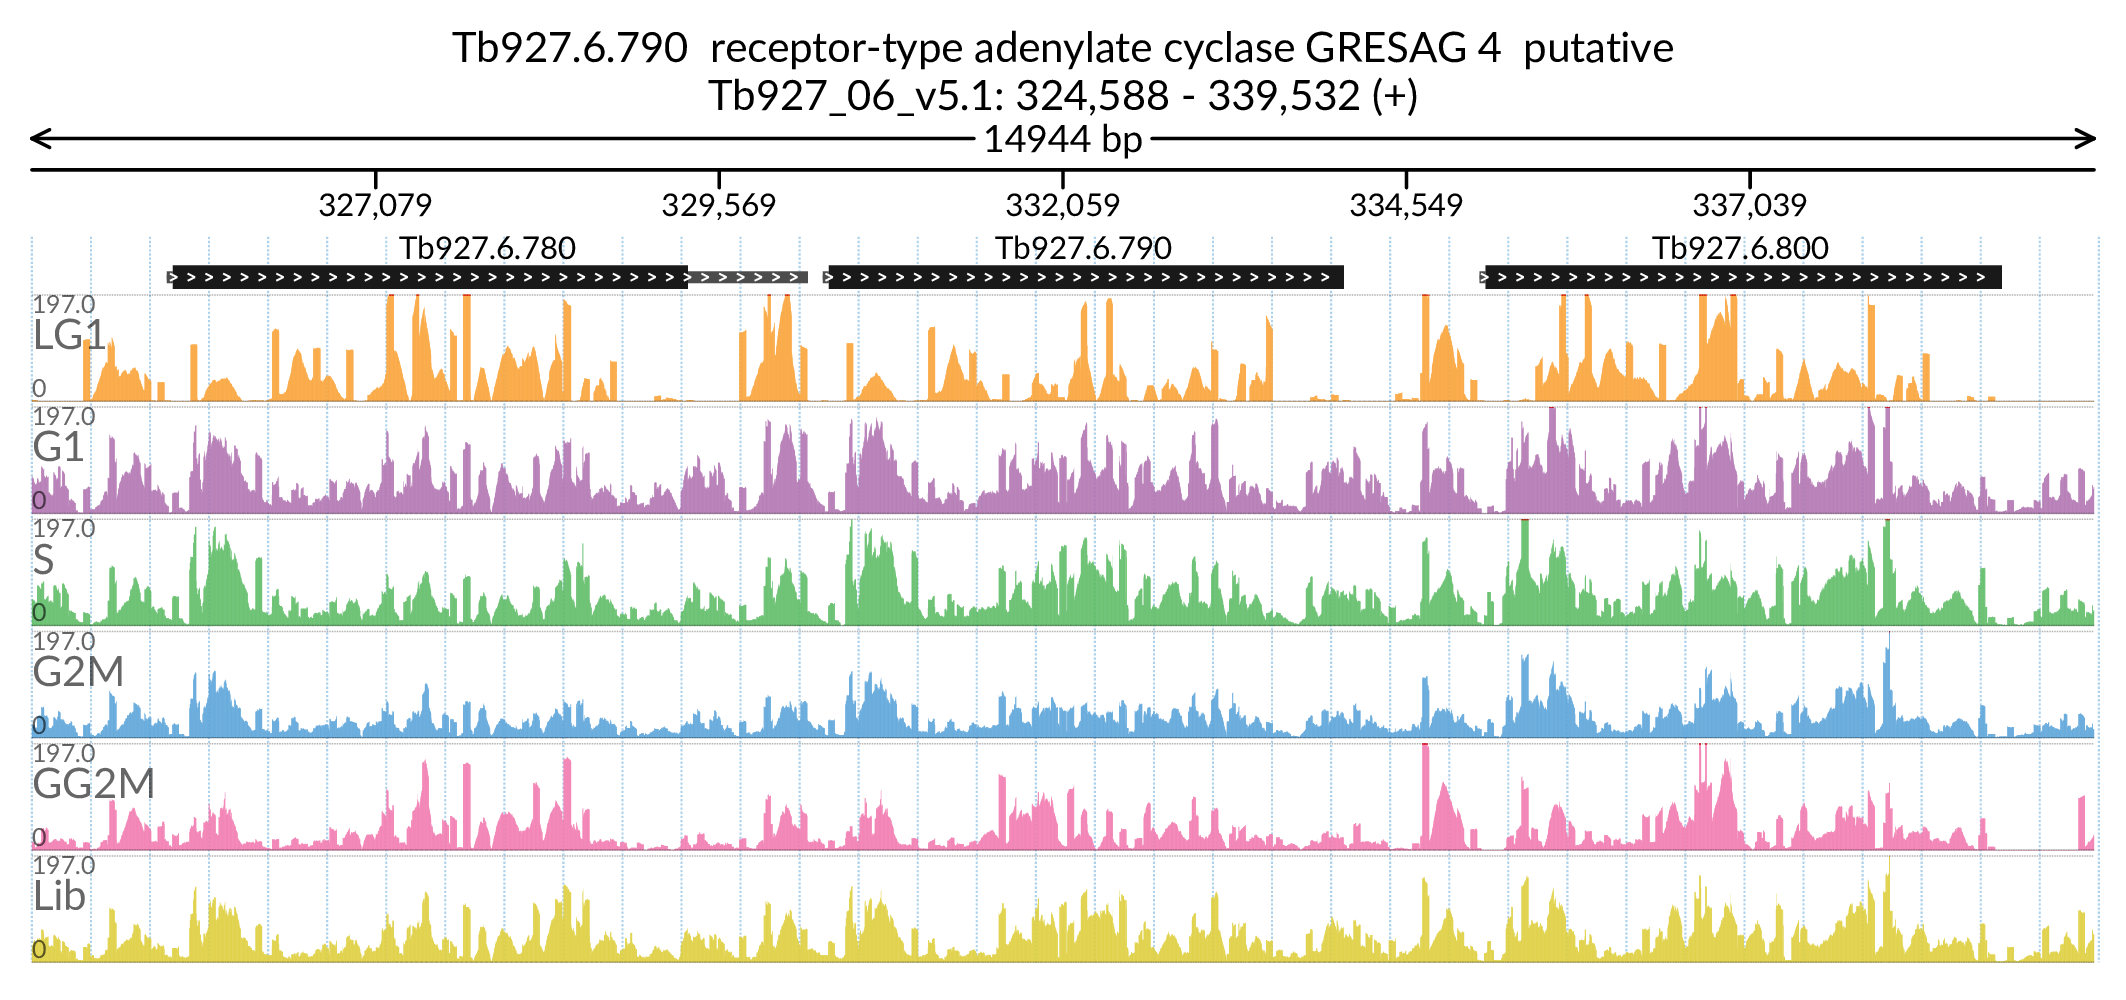 Tb927.6.790 receptor-type adenylate cyclase GRESAG 4 putative
Tb927_06_v5.1: 324,588 - 339,532 (+)
14944 bp
327,079 329,569 332,059 334,549 337,039
Tb927.6.780 Tb927.6.790 Tb927.6.800
197.0
LG1
0
197.0
G1
0
197.0
S
0
197.0
G2M
0
197.0
GG2M
0
197.0
Lib
0